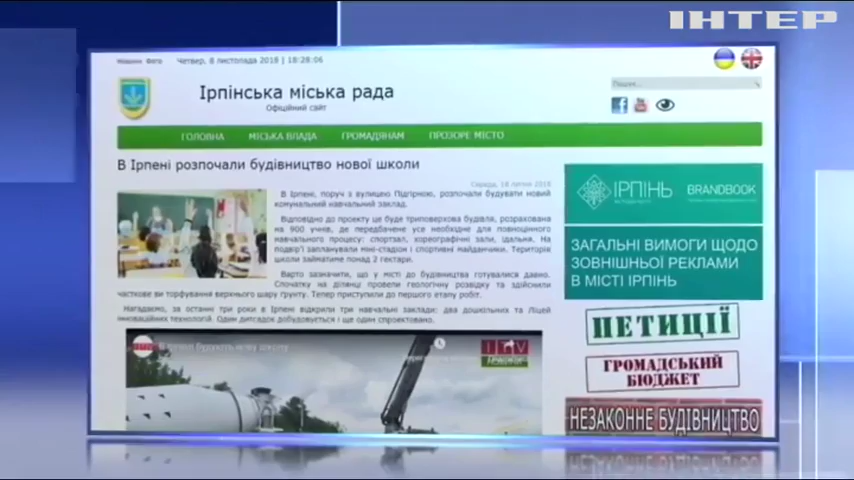 ІНТЕР
Четвер, 8 листопада 2018 | 18:28:06
Ірпінська міська рада
Офіційний сайт
Пошук...
ГОЛОВНА МІСЬКА ВЛАДА ГРОМАДЯНАМ ПРОЗОРЕ МІСТО
В Ірпені розпочали будівництво нової школи
Середа, 18 липня 2018
В Ірпені, поруч з вулицею Підгірною, розпочали будувати новий
комунальний навчальний заклад.
Відповідно до проекту це буде триповерхова будівля, розрахована
на 900 учнів, де передбачене усе необхідне для повноцінного
навчального процесу: спортзал, хореографічні зали, їдальня. На
подвір'ї запланували міні-стадіон і спортивні майданчики. Територія
школи займатиме понад 2 гектари.
Варто зазначити, що у місті до будівництва готувалися давно.
Спочатку на ділянці провели геологічну розвідку та здійснили
часткове ви торфування верхнього шару ґрунту. Тепер приступили до першого етапу робіт.
Нагадаємо, за останні три роки в Ірпені відкрили три навчальні заклади: два дошкільних та Ліцей
інноваційних технологій. Один дитсадок добудовується і ще один спроектовано.
В Ірпені будують нову школу
ІРПІНЬ
BRANDBOOK
ЗАГАЛЬНІ ВИМОГИ ЩОДО
ЗОВНІШНЬОЇ РЕКЛАМИ
В МІСТІ ІРПІНЬ
ПЕТИЦІЇ
ГРОМАДСЬКИЙ
БЮДЖЕТ
НЕЗАКОННЕ БУДІВНИЦТВО